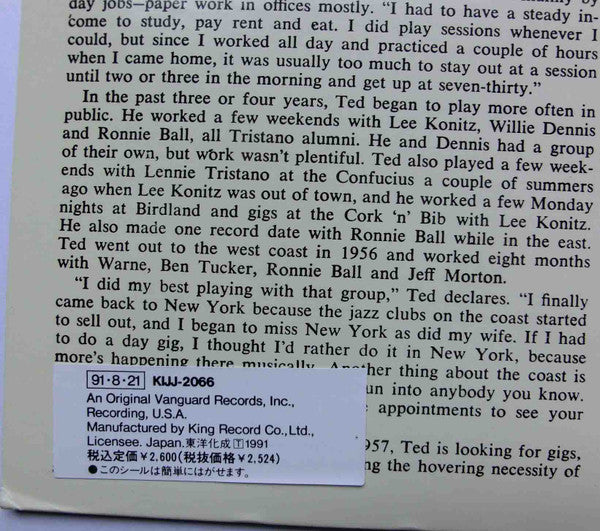 day jobs—paper work in offices mostly. "I had to have a steady in-
come to study, pay rent and eat. I did play sessions whenever I
could, but since I worked all day and practiced a couple of hours
when I came home, it was usually too much to stay out at a session
until two or three in the morning and get up at seven-thirty."
In the past three or four years, Ted began to play more often in
public. He worked a few weekends with Lee Konitz, Willie Dennis
and Ronnie Ball, all Tristano alumni. He and Dennis had a group
of their own, but work wasn't plentiful. Ted also played a few week-
ends with Lennie Tristano at the Confucius a couple of summers
ago when Lee Konitz was out of town, and he worked a few Monday
nights at Birdland and gigs at the Cork 'n' Bib with Lee Konitz.
He also made one record date with Ronnie Ball while in the east.
Ted went out to the west coast in 1956 and worked eight months
with Warne, Ben Tucker, Ronnie Ball and Jeff Morton.
"I did my best playing with that group," Ted declares. "I finally
came back to New York because the jazz clubs on the coast started
to sell out, and I began to miss New York as did my wife. If I had
to do a day gig, I thought I'd rather do it in New York, because
more's happening there musically. Another thing about the coast is
un into anybody you know.
appointments to see your
957, Ted is looking for gigs,
ng the hovering necessity of
91・8・21 KIJJ-2066
An Original Vanguard Records, Inc.,
Recording, U.S.A.
Manufactured by King Record Co.,Ltd.,
Licensee. Japan.東洋化成 T 1991
税込定価¥2,600(税抜価格¥2,524)
●このシールは簡単にはがせます。